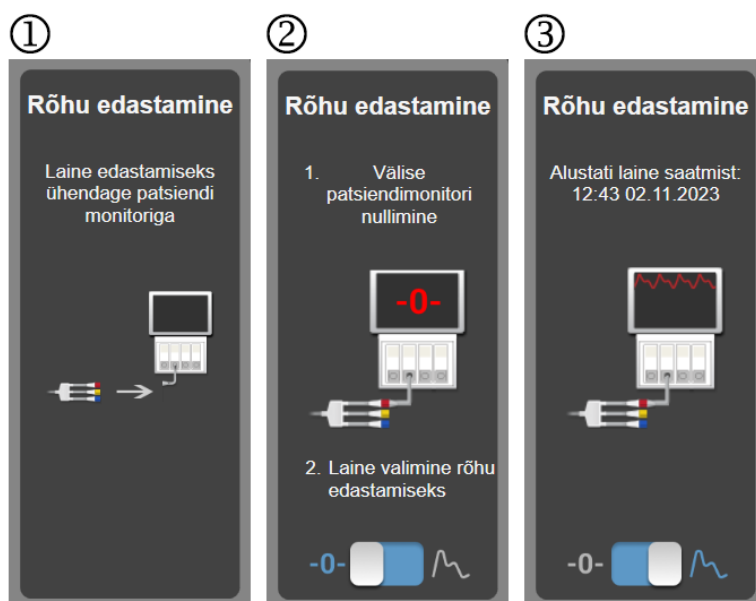 ①
Rõhu edastamine
Laine edastamiseks
ühendage patsiendi
monitoriga
②
Rõhu edastamine
1. Välise
patsiendimonitori
nullimine
-0-
2. Laine valimine rõhu
edastamiseks
-0-
③
Rõhu edastamine
Alustati laine saatmist:
12:43 02.11.2023
-0-